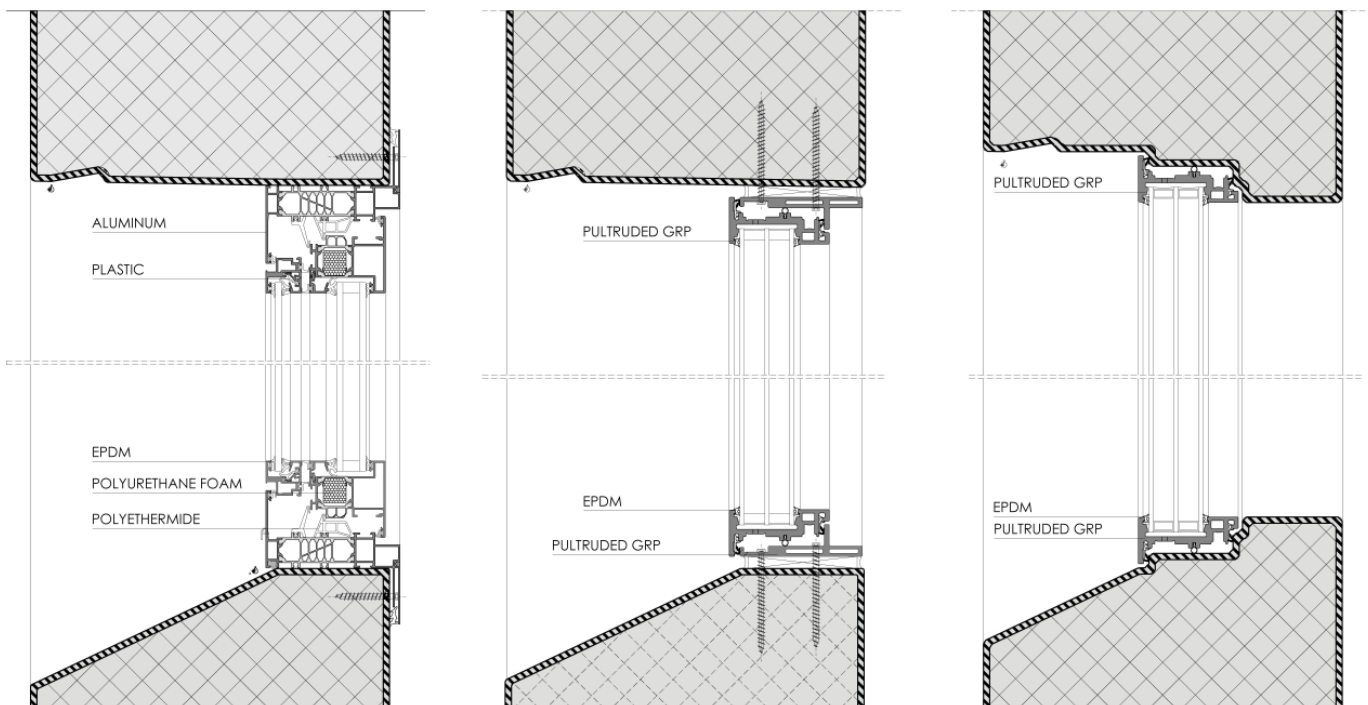 ALUMINUM
PLASTIC
EPDM
POLYURETHANE FOAM
POLYETHERMIDE
PULTRUDED GRP
EPDM
PULTRUDED GRP
PULTRUDED GRP
EPDM
PULTRUDED GRP